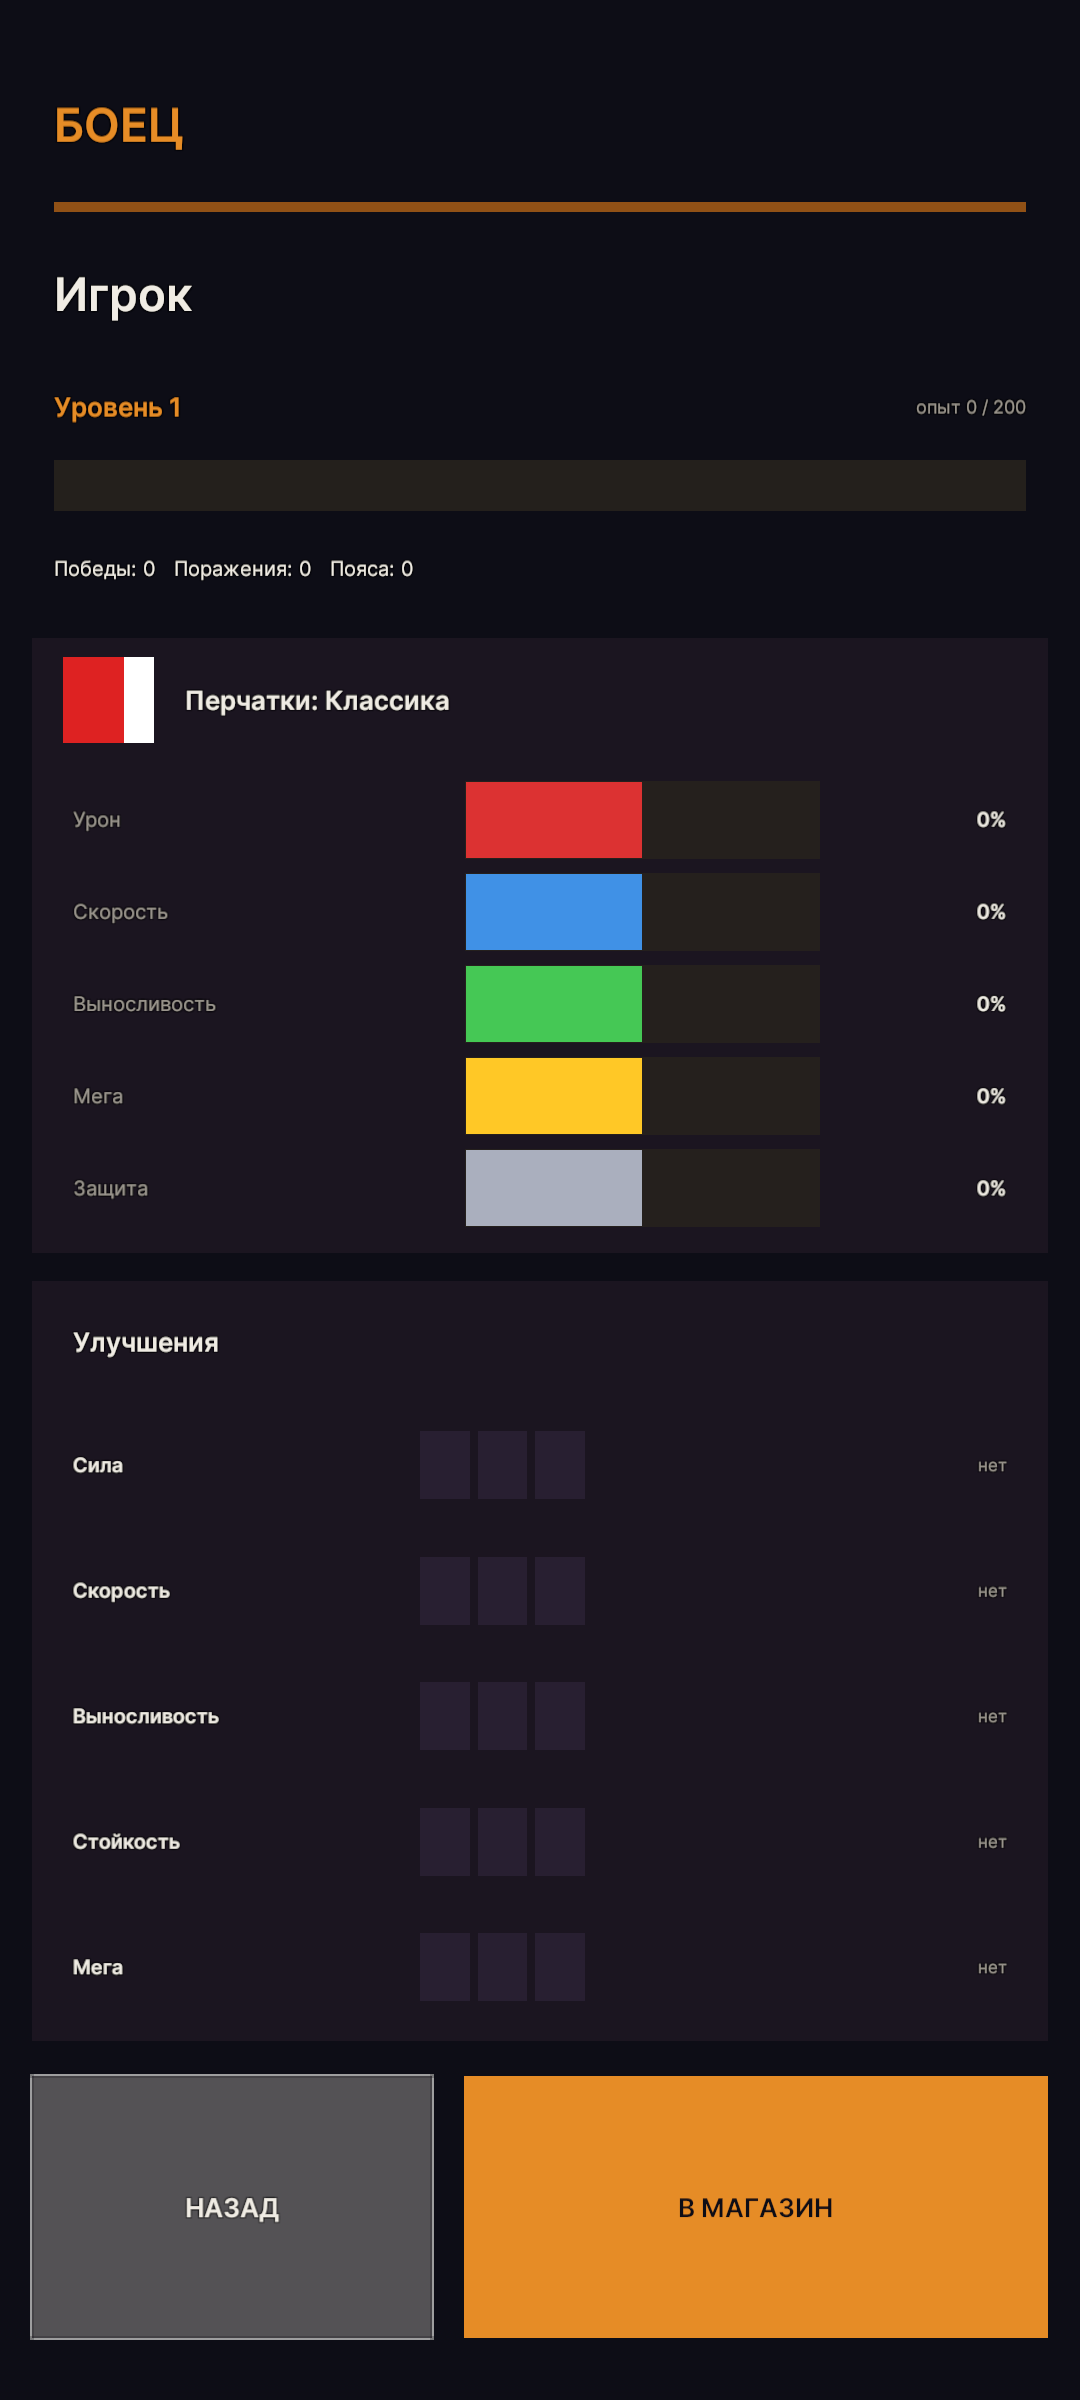 БОЕЦ
Игрок
Уровень 1 опыт 0 / 200
Победы: 0 Поражения: 0 Пояса: 0
Перчатки: Классика
Урон 0%
Скорость 0%
Выносливость 0%
Мега 0%
Защита 0%
Улучшения
Сила нет
Скорость нет
Выносливость нет
Стойкость нет
Мега нет
НАЗАД В МАГАЗИН